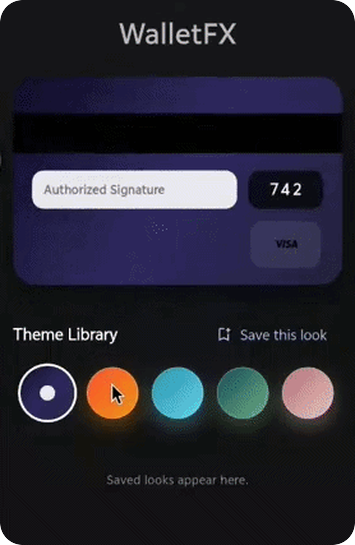 WalletFX
Authorized Signature
742
VISA
Theme Library
Save this look
Saved looks appear here.